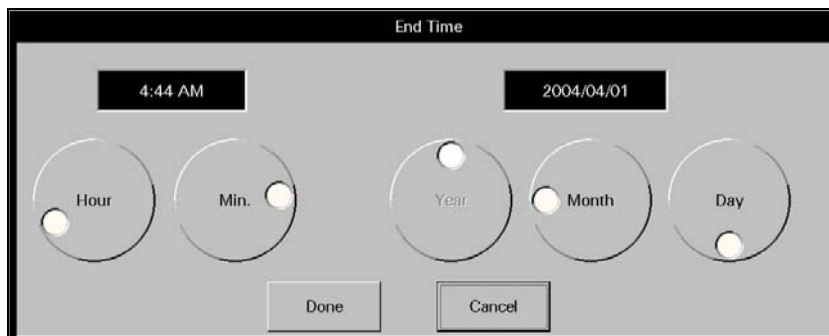 End Time
4:44 AM
2004/04/01
Hour
Min.
Year
Month
Day
Done
Cancel